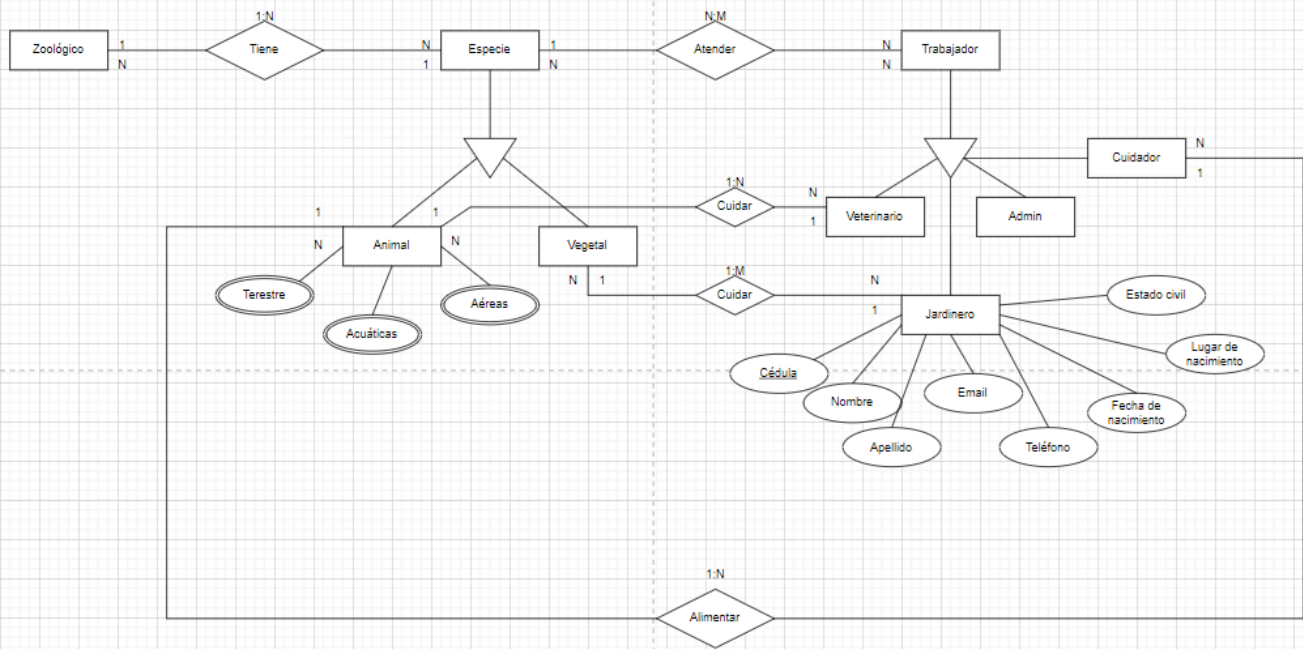 1:N
N:M
Zoológico
1
Tiene
N
Especie
1
Atender
N
Trabajador
N
1
N
N
Cuidador
N
1
1:N
Cuidar
N
1
Veterinario
Admin
1
1
N
Animal
N
Vegetal
N
1
1:M
Cuidar
N
1
Jardinero
Terestre
Acuáticas
Aéreas
Estado civil
Lugar de
nacimiento
Cédula
Nombre
Email
Fecha de
nacimiento
Apellido
Teléfono
1:N
Alimentar